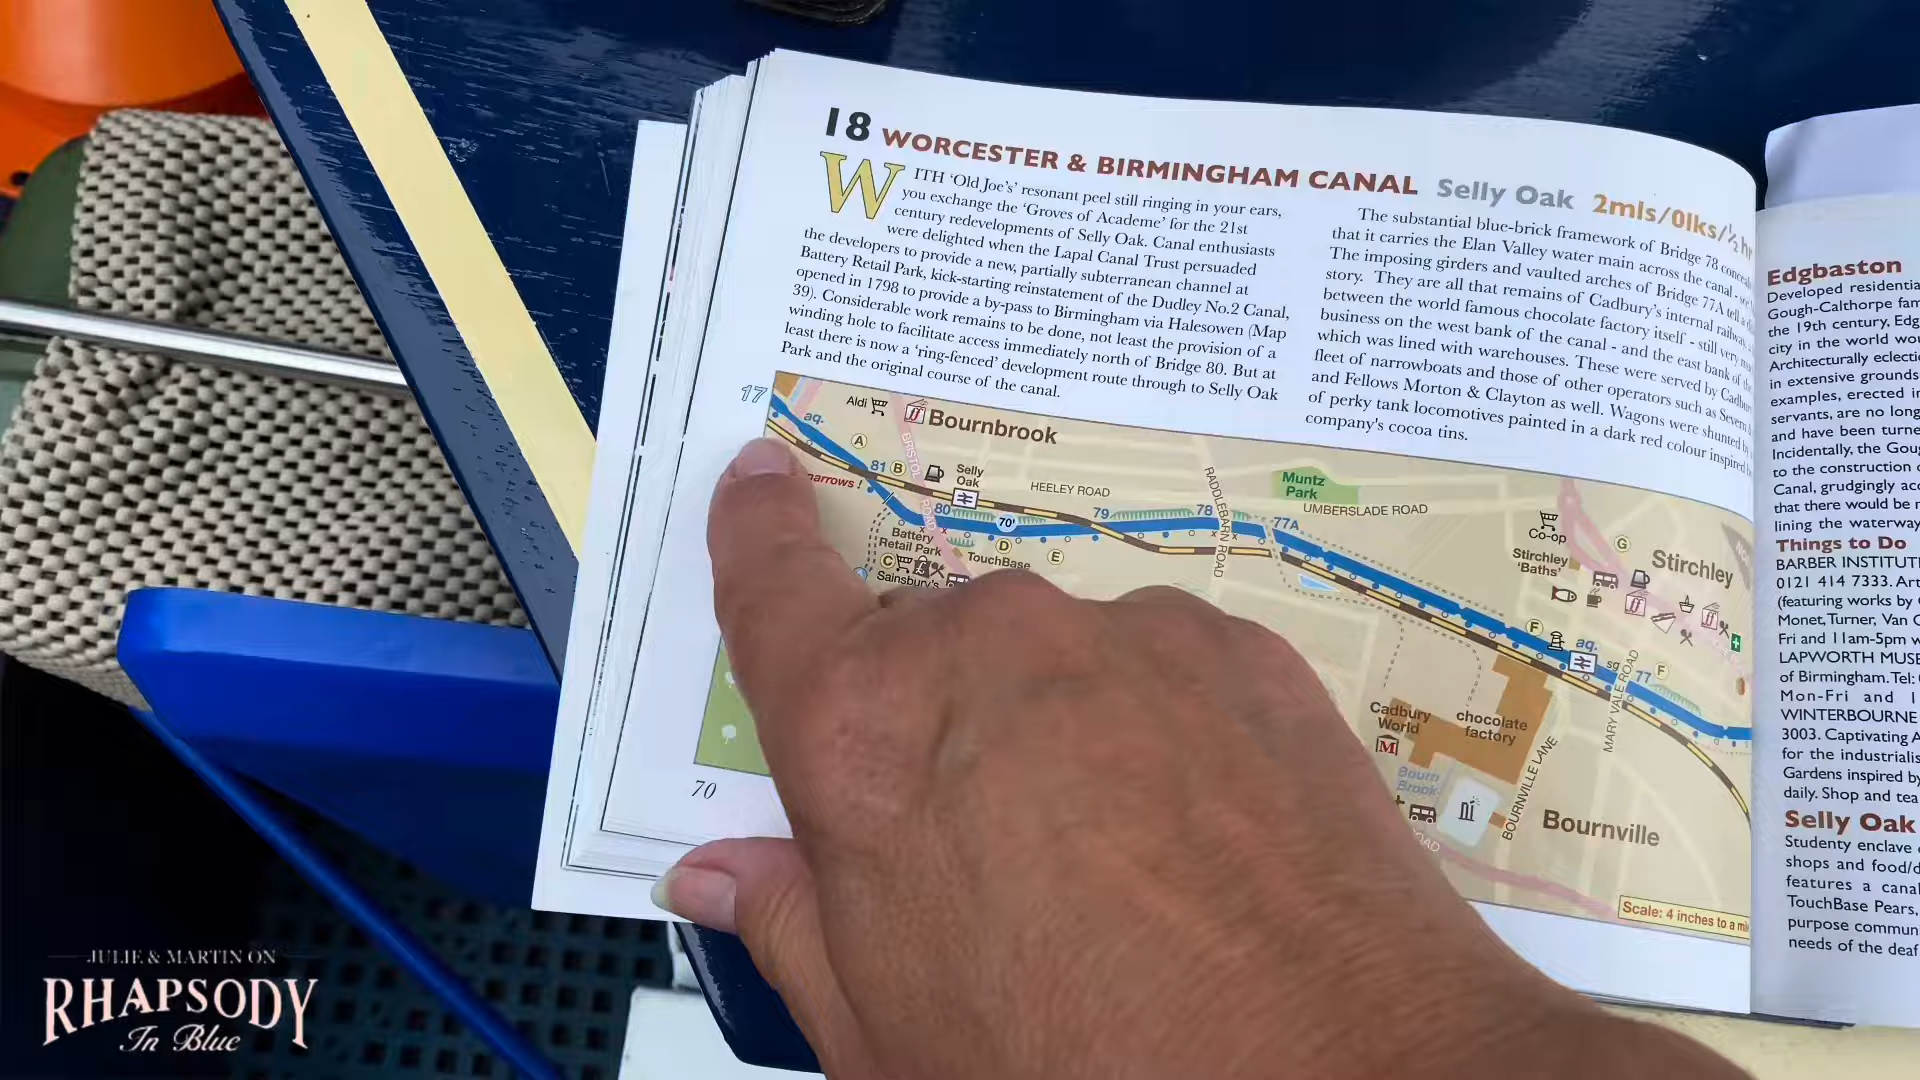 18 WORCESTER & BIRMINGHAM CANAL Selly Oak 2mls/0lks/½ hr
WITH 'Old Joe's' resonant peel still ringing in your ears,
you exchange the 'Groves of Academe' for the 21st
century redevelopments of Selly Oak. Canal enthusiasts
were delighted when the Lapal Canal Trust persuaded
the developers to provide a new, partially subterranean channel at
Battery Retail Park, kick-starting reinstatement of the Dudley No.2 Canal,
opened in 1798 to provide a by-pass to Birmingham via Halesowen (Map
39). Considerable work remains to be done, not least the provision of a
winding hole to facilitate access immediately north of Bridge 80. But at
least there is now a 'ring-fenced' development route through to Selly Oak
Park and the original course of the canal.
The substantial blue-brick framework of Bridge 78
that it carries the Elan Valley water main across the canal -
The imposing girders and vaulted arches of Bridge 77A tell a
story. They are all that remains of Cadbury's internal railway
between the world famous chocolate factory itself - still very
business on the west bank of the canal - and the east bank of the
which was lined with warehouses. These were served by Cadbury
fleet of narrowboats and those of other operators such as Severn
and Fellows Morton & Clayton as well. Wagons were shunted by
of perky tank locomotives painted in a dark red colour inspired
company's cocoa tins.
17
aq.
Aldi
Bournbrook
A
81
B
narrows !
BRISTOL
ROAD
Selly
Oak
HEELEY ROAD
80
70'
79
78
77A
RADDLEBARN ROAD
Muntz
Park
UMBERSLADE ROAD
Battery
Retail Park
C
Sainsbury's
D
TouchBase
E
Co-op
Stirchley
'Baths'
G
Stirchley
F
aq.
77
F
MARY VALE ROAD
Cadbury
World
M
chocolate
factory
Bourn
Brook
BOURNVILLE LANE
Bournville
ROAD
Scale: 4 inches to a
70
Edgbaston
Developed residentia
Gough-Calthorpe fam
the 19th century, Edg
city in the world wou
Architecturally eclecti
in extensive grounds
examples, erected in
servants, are no long
and have been turne
Incidentally, the Goug
to the construction o
Canal, grudgingly acc
that there would be n
lining the waterway
Things to Do
BARBER INSTITUTE
0121 414 7333. Art
(featuring works by
Monet, Turner, Van G
Fri and 11am-5pm w
LAPWORTH MUSE
of Birmingham. Tel:
Mon-Fri and 1
WINTERBOURNE
3003. Captivating A
for the industrialis
Gardens inspired by
daily. Shop and tea
Selly Oak
Studenty enclave
shops and food/d
features a canal
TouchBase Pears,
purpose commun
needs of the deaf
JULIE & MARTIN ON
RHAPSODY
In Blue